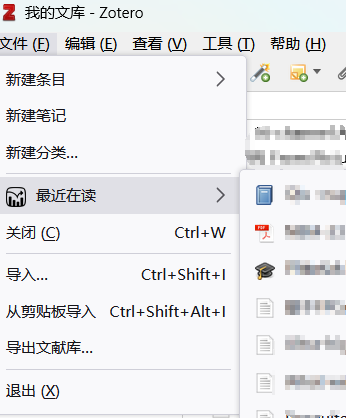 我的文库 - Zotero
文件 (F) 编辑 (E) 查看 (V) 工具 (T) 帮助 (H)
新建条目
新建笔记
新建分类...
最近在读
关闭 (C) Ctrl+W
导入... Ctrl+Shift+I
从剪贴板导入 Ctrl+Shift+Alt+I
导出文献库...
退出 (X)